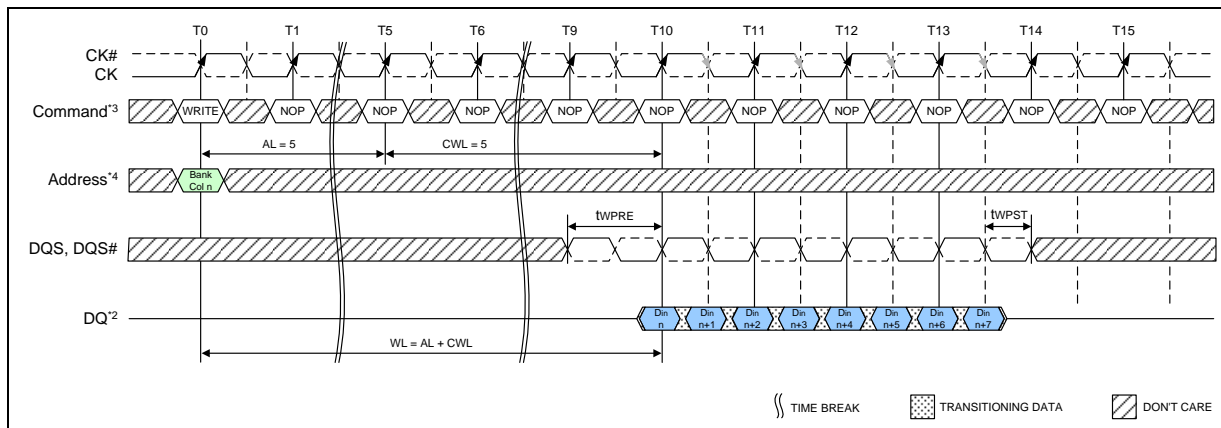 T0 T1 T5 T6 T9 T10 T11 T12 T13 T14 T15
CK#
CK
Command*3 WRITE NOP NOP NOP NOP NOP NOP NOP NOP NOP NOP
AL = 5 CWL = 5
Address*4 Bank Col n
tWPRE tWPST
DQS, DQS#
DQ*2 Din n Din n+1 Din n+2 Din n+3 Din n+4 Din n+5 Din n+6 Din n+7
WL = AL + CWL
TIME BREAK TRANSITIONING DATA DON'T CARE